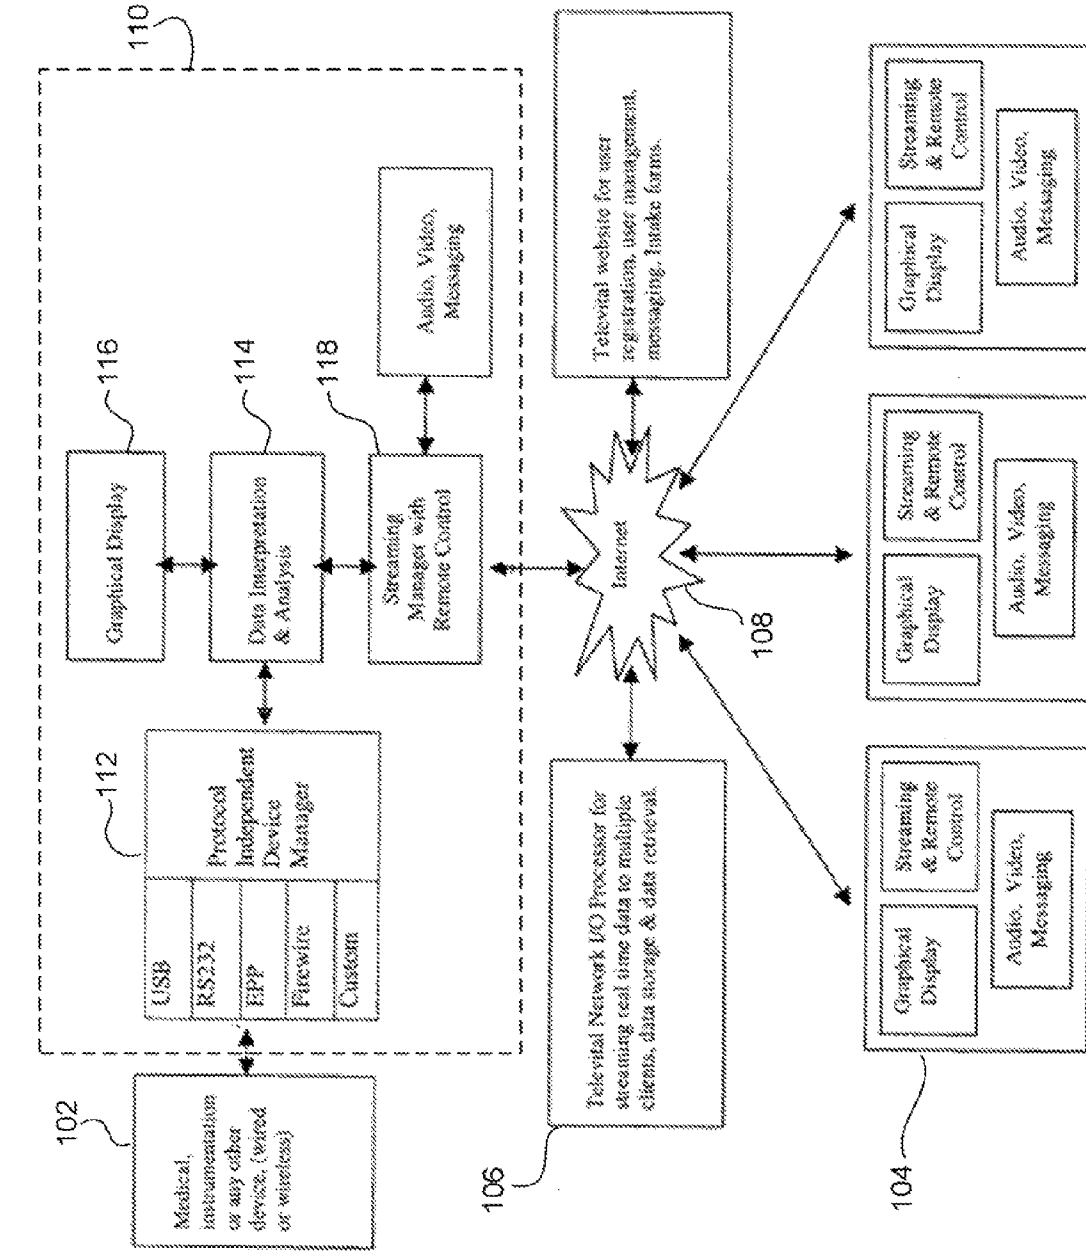 110
116
Graphical Display
114
Data Interpretation
& Analysis
118
Streaming
Manager with
Remote Control
Audio, Video,
Messaging
112
USB
RS232
EPP
Firewire
Custom
Protocol
Independent
Device
Manager
102
Medical,
instrumentation
or any other
device, (wired
or wireless)
106
Televital Network I/O Processor for
streaming real time data to multiple
clients, data storage & data retrieval.
Internet
108
Televital website for user
registration, user management,
messaging, Intake forms.
104
Graphical
Display
Streaming
& Remote
Control
Audio, Video,
Messaging
Graphical
Display
Streaming
& Remote
Control
Audio, Video,
Messaging
Graphical
Display
Streaming
& Remote
Control
Audio, Video,
Messaging